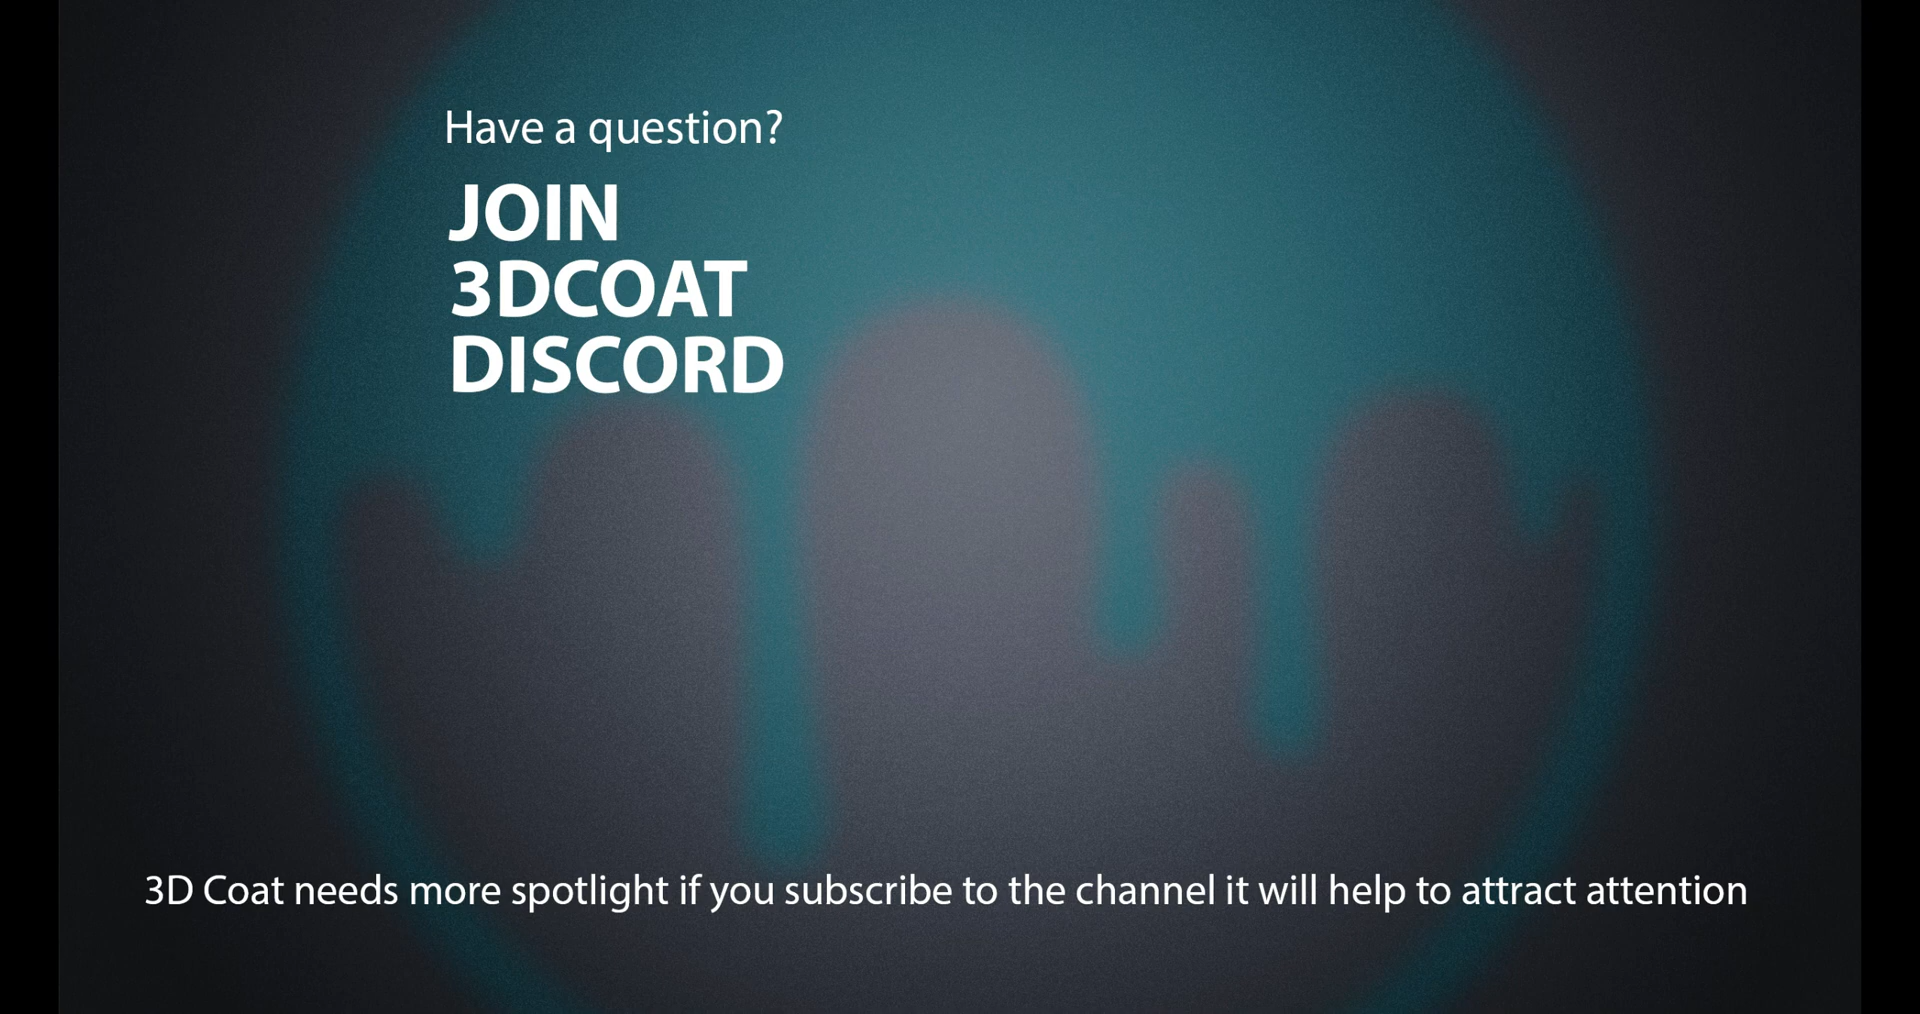 Have a question?
JOIN
3DCOAT
DISCORD
3D Coat needs more spotlight if you subscribe to the channel it will help to attract attention